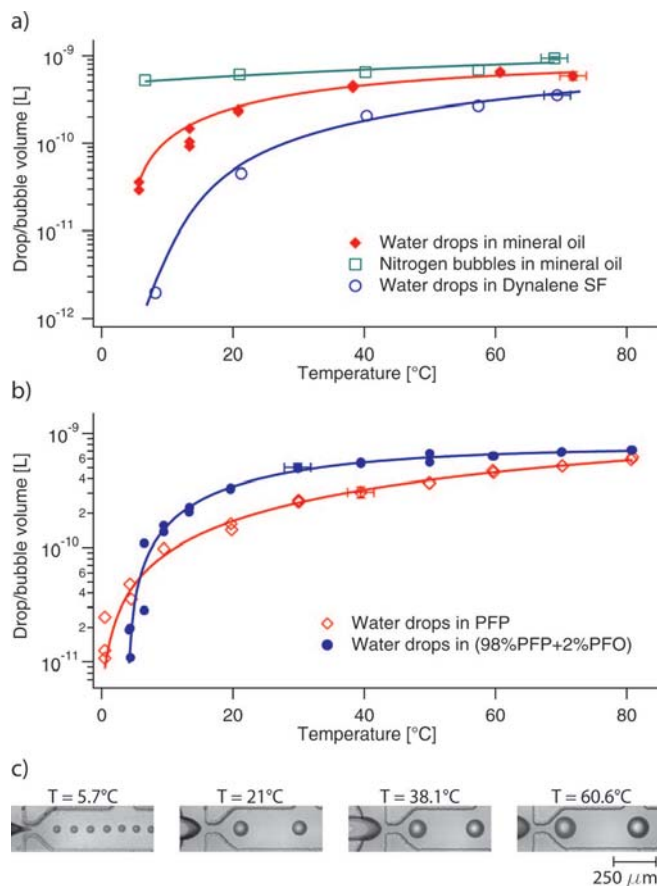 a)
Drop/bubble volume [L]
10⁻⁹
10⁻¹⁰
10⁻¹¹
10⁻¹²
Water drops in mineral oil
Nitrogen bubbles in mineral oil
Water drops in Dynalene SF
0 20 40 60 80
Temperature [°C]
b)
Drop/bubble volume [L]
10⁻⁹
6
4
2
10⁻¹⁰
6
4
2
10⁻¹¹
Water drops in PFP
Water drops in (98%PFP+2%PFO)
0 20 40 60 80
Temperature [°C]
c)
T = 5.7°C T = 21°C T = 38.1°C T = 60.6°C
250 μm